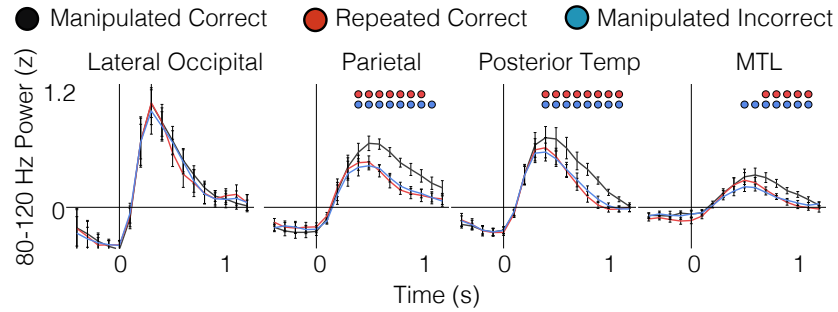 Manipulated Correct Repeated Correct Manipulated Incorrect
Lateral Occipital Parietal Posterior Temp MTL
80-120 Hz Power (z)
1.2
0
0 1 0 1 0 1 0 1
Time (s)